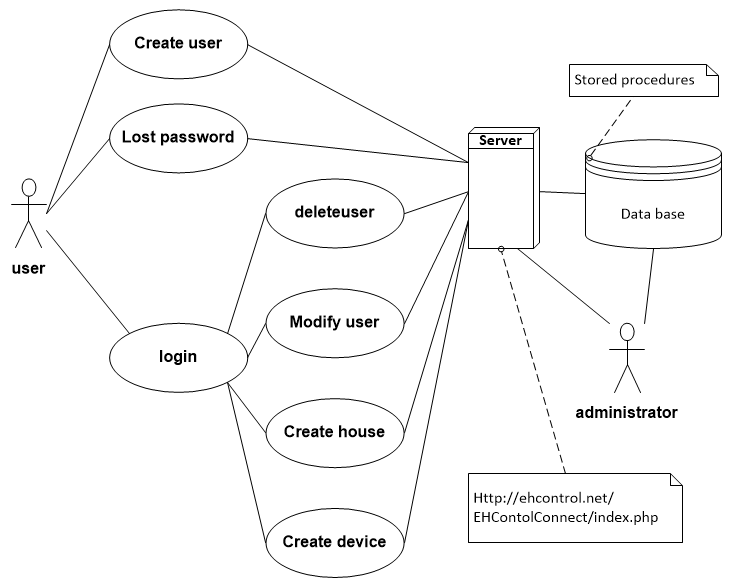 Create user
Stored procedures
Lost password
Server
deleteuser
Data base
user
Modify user
login
administrator
Create house
Http://ehcontrol.net/
EHContolConnect/index.php
Create device